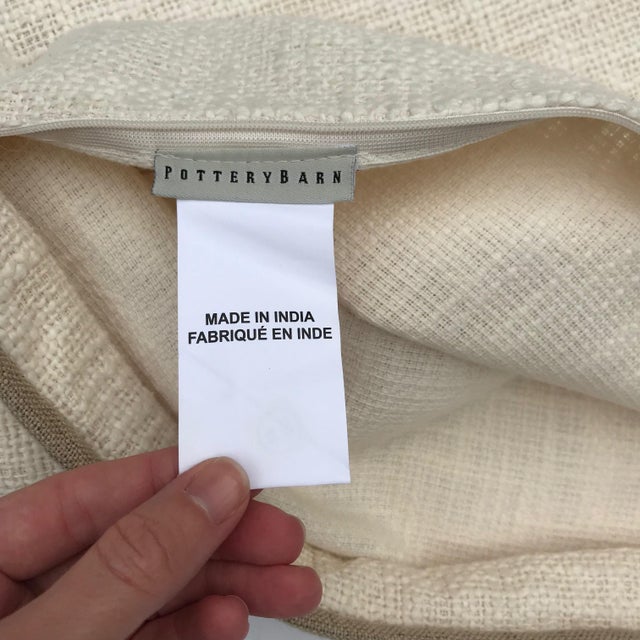 POTTERYBARN
MADE IN INDIA
FABRIQUÉ EN INDE